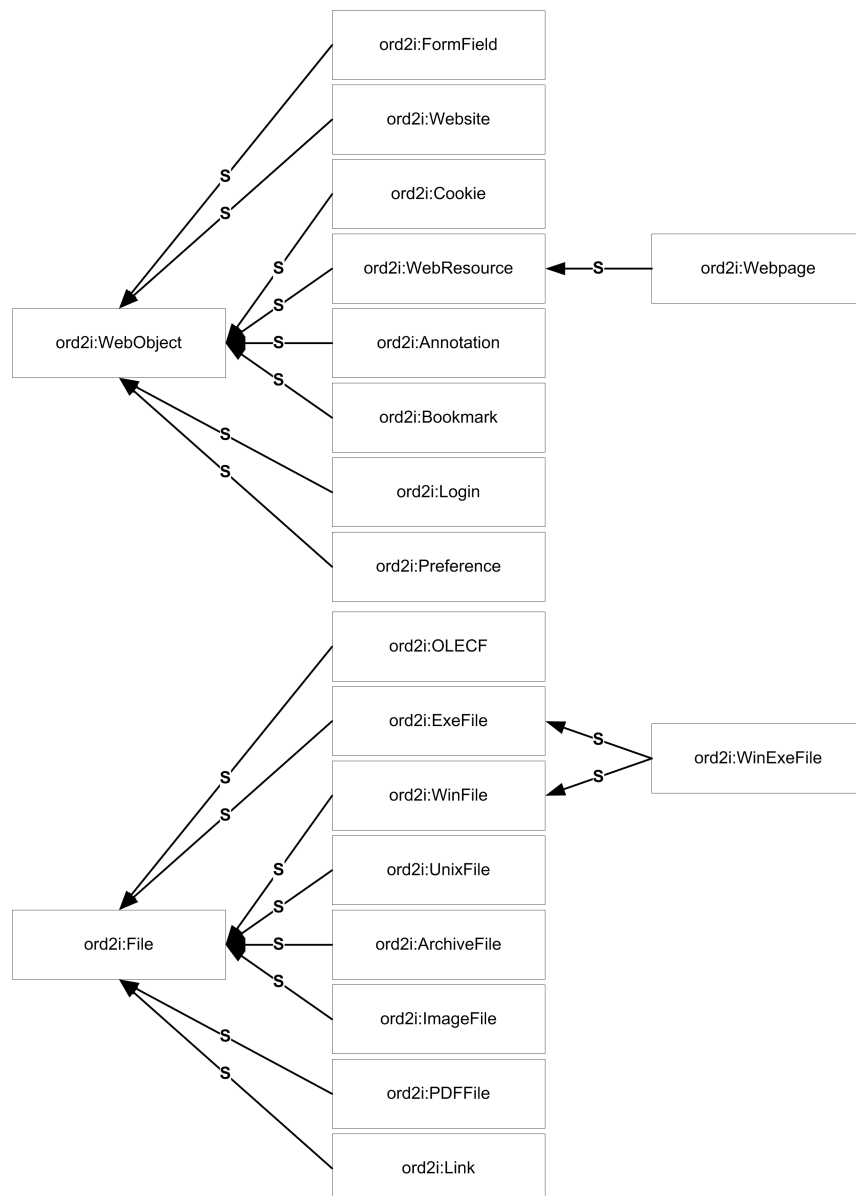 ord2i:FormField
ord2i:Website
S
ord2i:Cookie
S
ord2i:WebResource
S
ord2i:Webpage
S
S
ord2i:WebObject
S
ord2i:Annotation
S
ord2i:Bookmark
S
ord2i:Login
S
ord2i:Preference
ord2i:OLECF
ord2i:ExeFile
S
ord2i:WinExeFile
S
S
ord2i:WinFile
S
S
ord2i:UnixFile
S
ord2i:File
S
ord2i:ArchiveFile
S
ord2i:ImageFile
S
ord2i:PDFFile
S
ord2i:Link